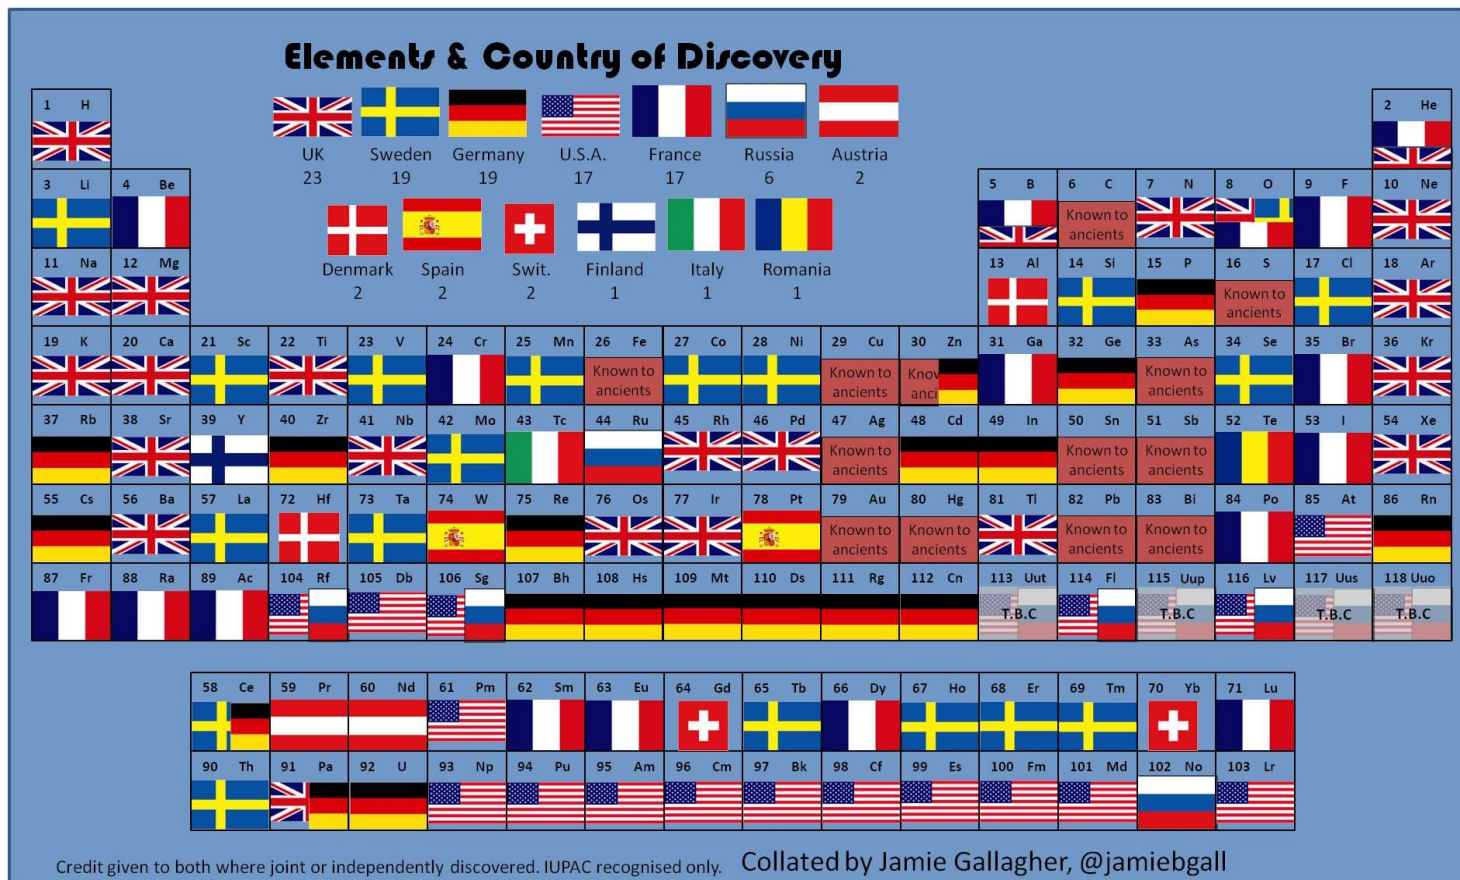 Elements & Country of Discovery
UK Sweden Germany U.S.A. France Russia Austria
23 19 19 17 17 6 2
Denmark Spain Swit. Finland Italy Romania
2 2 2 1 1 1
1 H 2 He
3 Li 4 Be 5 B 6 C 7 N 8 O 9 F 10 Ne
Known to
ancients
11 Na 12 Mg 13 Al 14 Si 15 P 16 S 17 Cl 18 Ar
Known to
ancients
19 K 20 Ca 21 Sc 22 Ti 23 V 24 Cr 25 Mn 26 Fe 27 Co 28 Ni 29 Cu 30 Zn 31 Ga 32 Ge 33 As 34 Se 35 Br 36 Kr
Known to Known toKnov Known to
ancients ancients anci ancients
37 Rb 38 Sr 39 Y 40 Zr 41 Nb 42 Mo 43 Tc 44 Ru 45 Rh 46 Pd 47 Ag 48 Cd 49 In 50 Sn 51 Sb 52 Te 53 I 54 Xe
Known to Known to Known to
ancients ancients ancients
55 Cs 56 Ba 57 La 72 Hf 73 Ta 74 W 75 Re 76 Os 77 Ir 78 Pt 79 Au 80 Hg 81 Tl 82 Pb 83 Bi 84 Po 85 At 86 Rn
Known to Known to Known to Known to
ancients ancients ancients ancients
87 Fr 88 Ra 89 Ac 104 Rf 105 Db 106 Sg 107 Bh 108 Hs 109 Mt 110 Ds 111 Rg 112 Cn 113 Uut 114 Fl 115 Uup 116 Lv 117 Uus 118 Uuo
T.B.C T.B.C T.B.C T.B.C
58 Ce 59 Pr 60 Nd 61 Pm 62 Sm 63 Eu 64 Gd 65 Tb 66 Dy 67 Ho 68 Er 69 Tm 70 Yb 71 Lu
90 Th 91 Pa 92 U 93 Np 94 Pu 95 Am 96 Cm 97 Bk 98 Cf 99 Es 100 Fm 101 Md 102 No 103 Lr
Credit given to both where joint or independently discovered. IUPAC recognised only. Collated by Jamie Gallagher, @jamiebgall